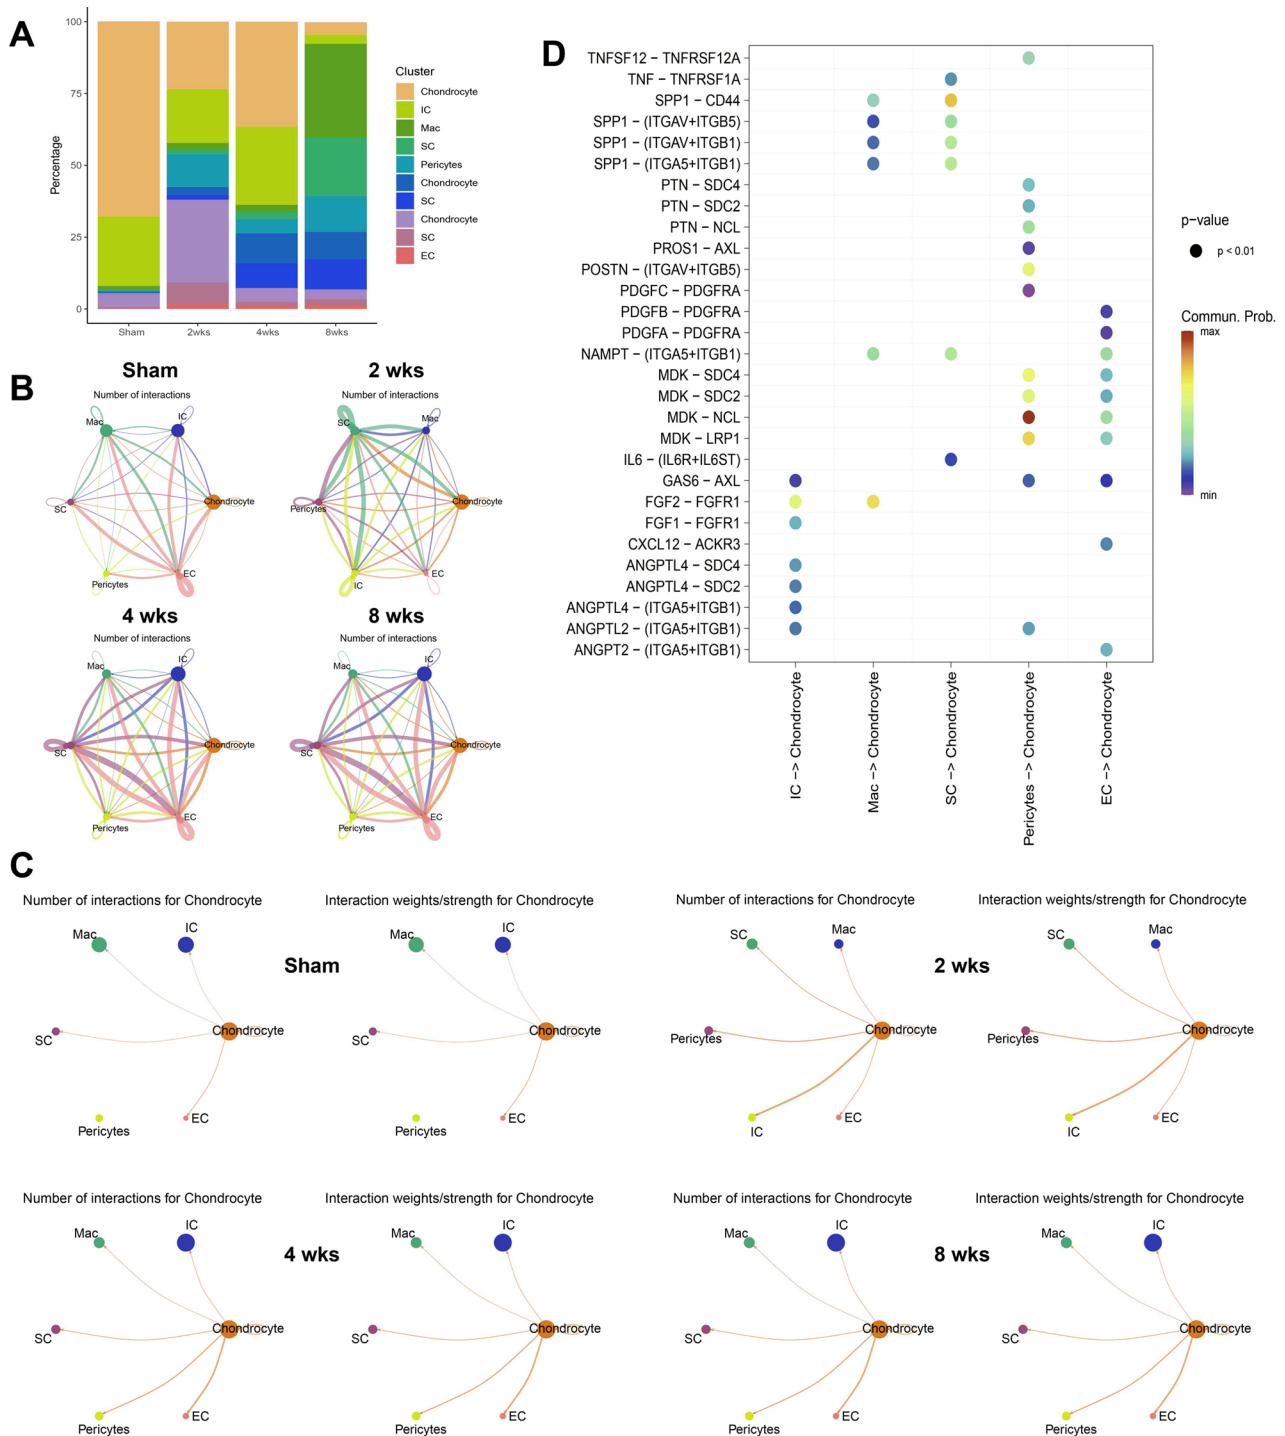 A
100
75
50
25
0
Percentage
Sham
2wks
4wks
8wks
Cluster
Chondrocyte
IC
Mac
SC
Pericytes
Chondrocyte
SC
Chondrocyte
SC
EC
B
Sham
Number of interactions
Mac
IC
SC
Chondrocyte
Pericytes
EC
2 wks
Number of interactions
SC
Mac
Pericytes
Chondrocyte
IC
EC
4 wks
Number of interactions
Mac
IC
SC
Chondrocyte
Pericytes
EC
8 wks
Number of interactions
Mac
IC
SC
Chondrocyte
Pericytes
EC
D
TNFSF12 − TNFRSF12A
TNF − TNFRSF1A
SPP1 − CD44
SPP1 − (ITGAV+ITGB5)
SPP1 − (ITGAV+ITGB1)
SPP1 − (ITGA5+ITGB1)
PTN − SDC4
PTN − SDC2
PTN − NCL
PROS1 − AXL
POSTN − (ITGAV+ITGB5)
PDGFC − PDGFRA
PDGFB − PDGFRA
PDGFA − PDGFRA
NAMPT − (ITGA5+ITGB1)
MDK − SDC4
MDK − SDC2
MDK − NCL
MDK − LRP1
IL6 − (IL6R+IL6ST)
GAS6 − AXL
FGF2 − FGFR1
FGF1 − FGFR1
CXCL12 − ACKR3
ANGPTL4 − SDC4
ANGPTL4 − SDC2
ANGPTL4 − (ITGA5+ITGB1)
ANGPTL2 − (ITGA5+ITGB1)
ANGPT2 − (ITGA5+ITGB1)
IC −> Chondrocyte
Mac −> Chondrocyte
SC −> Chondrocyte
Pericytes −> Chondrocyte
EC −> Chondrocyte
p−value
p < 0.01
Commun. Prob.
max
min
C
Number of interactions for Chondrocyte
Mac
IC
SC
Chondrocyte
Pericytes
EC
Sham
Interaction weights/strength for Chondrocyte
Mac
IC
SC
Chondrocyte
Pericytes
EC
Number of interactions for Chondrocyte
SC
Mac
Pericytes
Chondrocyte
IC
EC
2 wks
Interaction weights/strength for Chondrocyte
SC
Mac
Pericytes
Chondrocyte
IC
EC
Number of interactions for Chondrocyte
Mac
IC
SC
Chondrocyte
Pericytes
EC
4 wks
Interaction weights/strength for Chondrocyte
Mac
IC
SC
Chondrocyte
Pericytes
EC
Number of interactions for Chondrocyte
Mac
IC
SC
Chondrocyte
Pericytes
EC
8 wks
Interaction weights/strength for Chondrocyte
Mac
IC
SC
Chondrocyte
Pericytes
EC